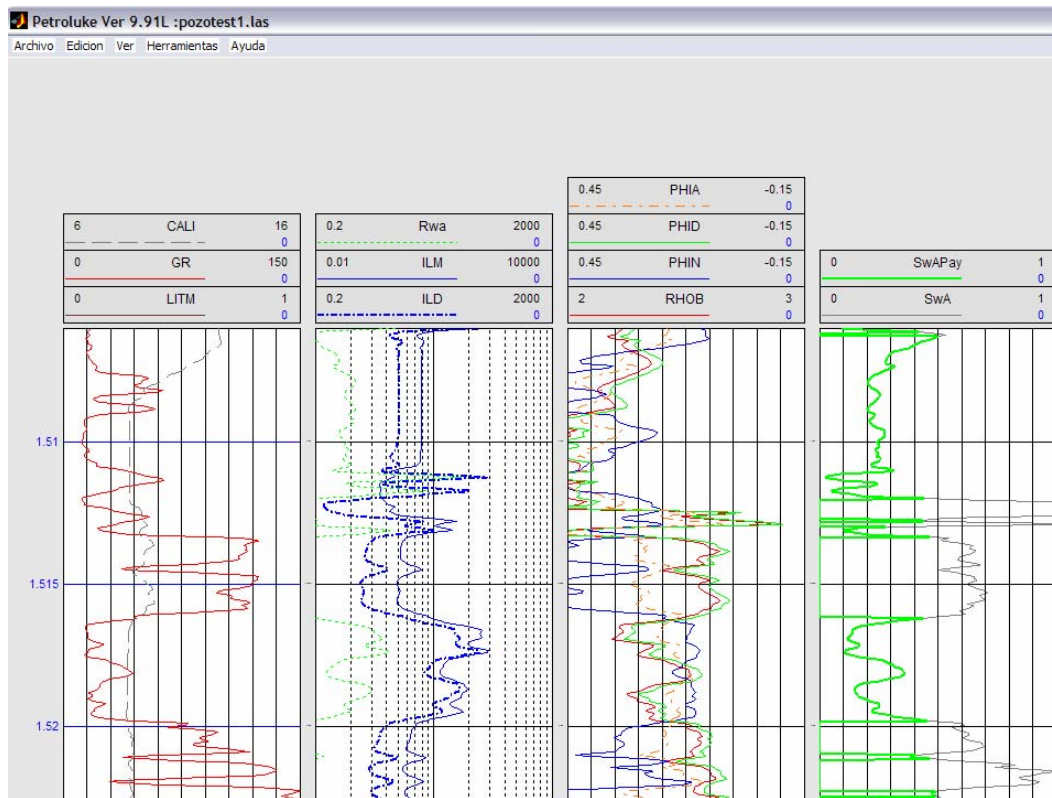 Petroluke Ver 9.91L :pozotest1.las
Archivo Edicion Ver Herramientas Ayuda
6 CALI 16
0
0 GR 150
0
0 LITM 1
0
0.2 Rwa 2000
0
0.01 ILM 10000
0
0.2 ILD 2000
0
0.45 PHIA -0.15
0
0.45 PHID -0.15
0
0.45 PHIN -0.15
0
2 RHOB 3
0
0 SwAPay 1
0
0 SwA 1
0
1.51
1.515
1.52